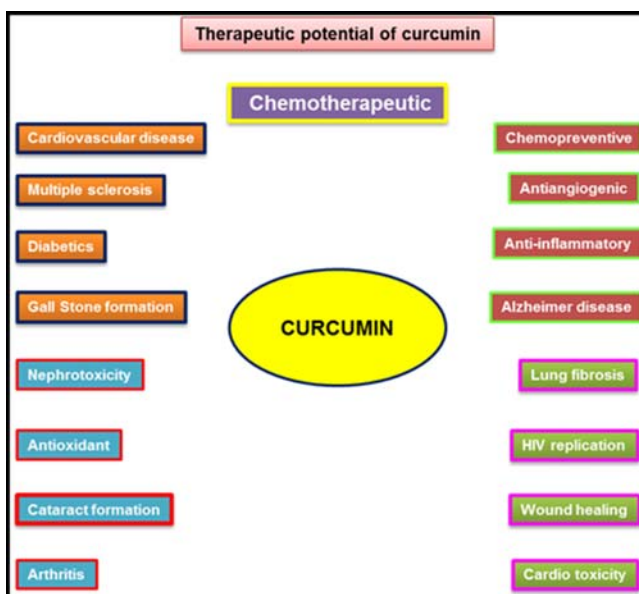 Therapeutic potential of curcumin
Chemotherapeutic
Cardiovascular disease
Multiple sclerosis
Diabetics
Gall Stone formation
Nephrotoxicity
Antioxidant
Cataract formation
Arthritis
CURCUMIN
Chemopreventive
Antiangiogenic
Anti-inflammatory
Alzheimer disease
Lung fibrosis
HIV replication
Wound healing
Cardio toxicity